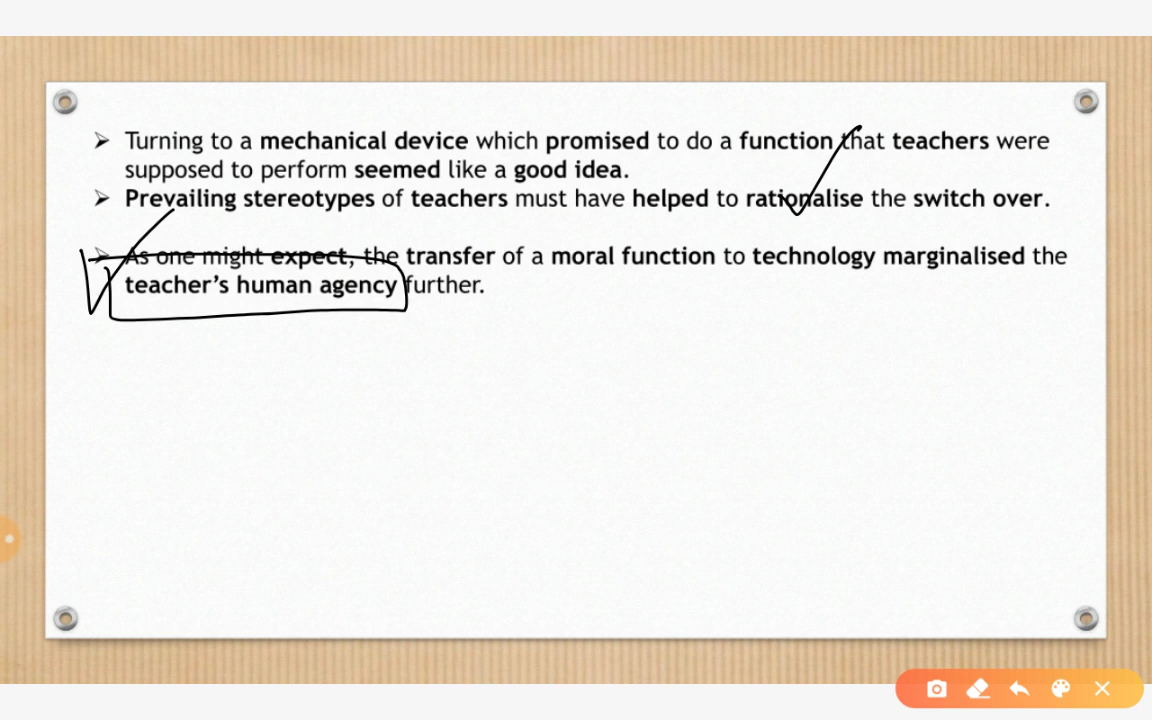 Turning to a mechanical device which promised to do a function that teachers were
supposed to perform seemed like a good idea.
Prevailing stereotypes of teachers must have helped to rationalise the switch over.
As one might expect, the transfer of a moral function to technology marginalised the
teacher's human agency further.